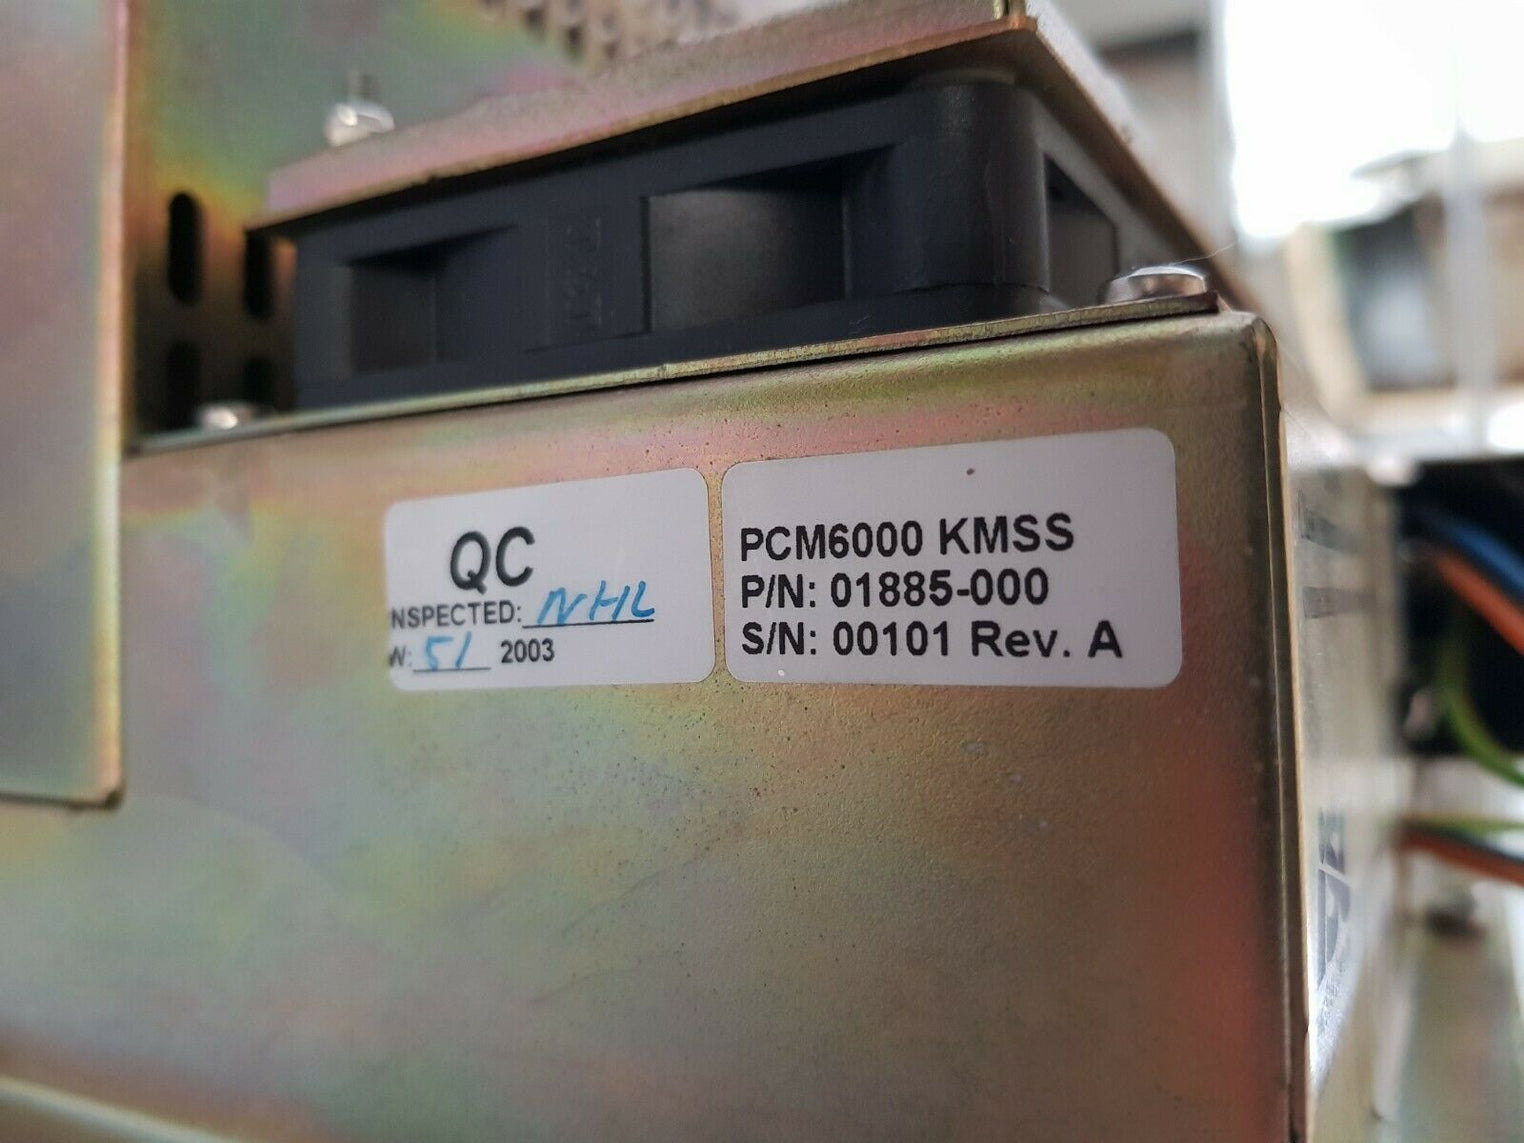 QC
NSPECTED: NHL
W: 51 2003
PCM6000 KMSS
P/N: 01885-000
S/N: 00101 Rev. A